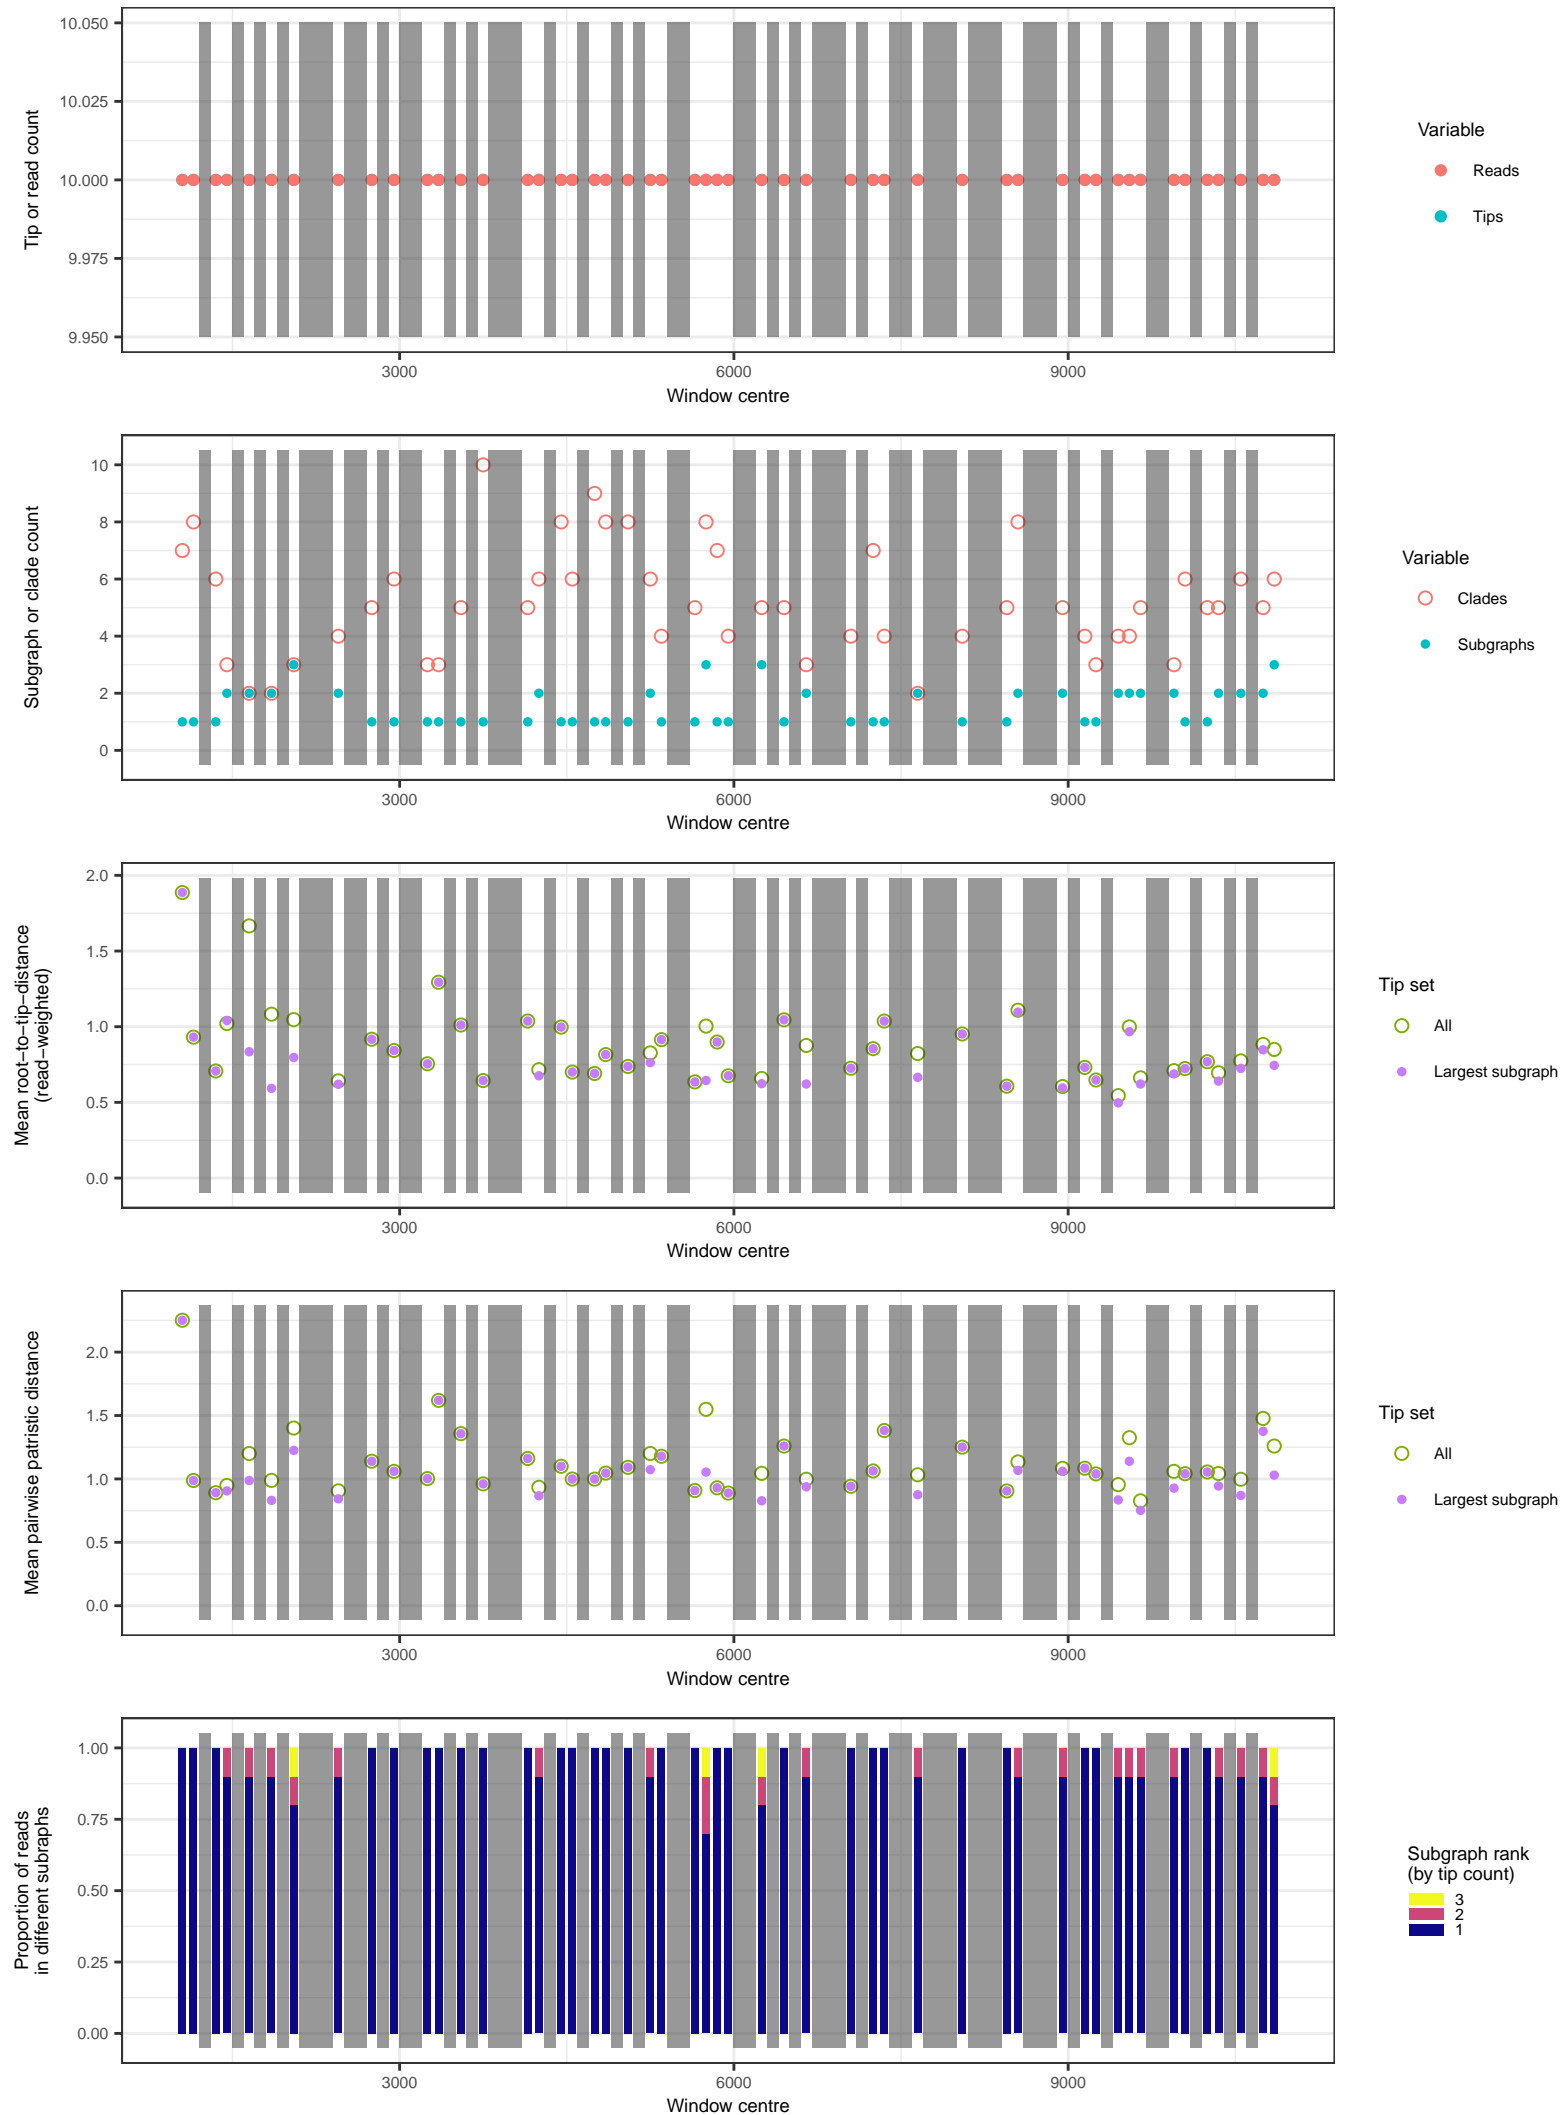 10.050
10.025
10.000
9.975
9.950
Tip or read count
3000
6000
9000
Window centre
Variable
Reads
Tips
10
8
6
4
2
0
Subgraph or clade count
3000
6000
9000
Window centre
Variable
Clades
Subgraphs
2.0
1.5
1.0
0.5
0.0
Mean root−to−tip−distance
(read−weighted)
3000
6000
9000
Window centre
Tip set
All
Largest subgraph
2.0
1.5
1.0
0.5
0.0
Mean pairwise patristic distance
3000
6000
9000
Window centre
Tip set
All
Largest subgraph
1.00
0.75
0.50
0.25
0.00
Proportion of reads
in different subraphs
3000
6000
9000
Window centre
Subgraph rank
(by tip count)
3
2
1